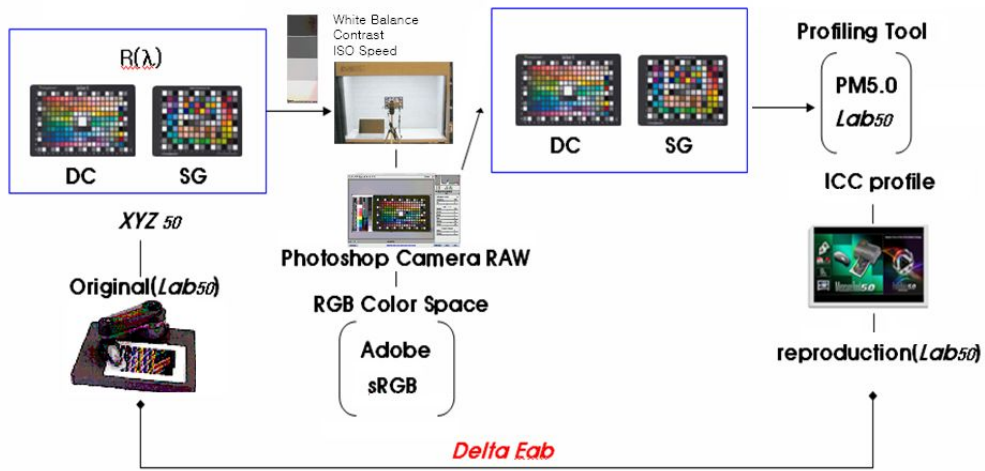 R(λ)
DC
SG
XYZ 50
Original(Lab50)
White Balance
Contrast
ISO Speed
Photoshop Camera RAW
RGB Color Space
Adobe
sRGB
DC
SG
Profiling Tool
PM5.0
Lab50
ICC profile
reproduction(Lab50)
Delta Eab